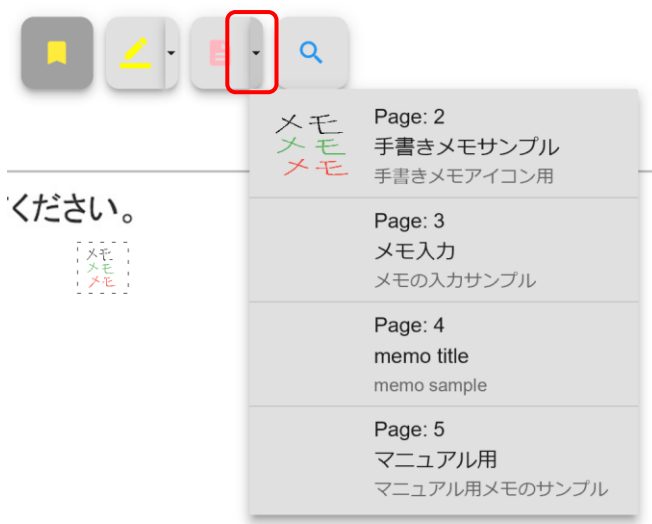 メモ
メモ
メモ
Page: 2
手書きメモサンプル
手書きメモアイコン用
ください。
メモ
メモ
メモ
Page: 3
メモ入力
メモの入力サンプル
Page: 4
memo title
memo sample
Page: 5
マニュアル用
マニュアル用メモのサンプル